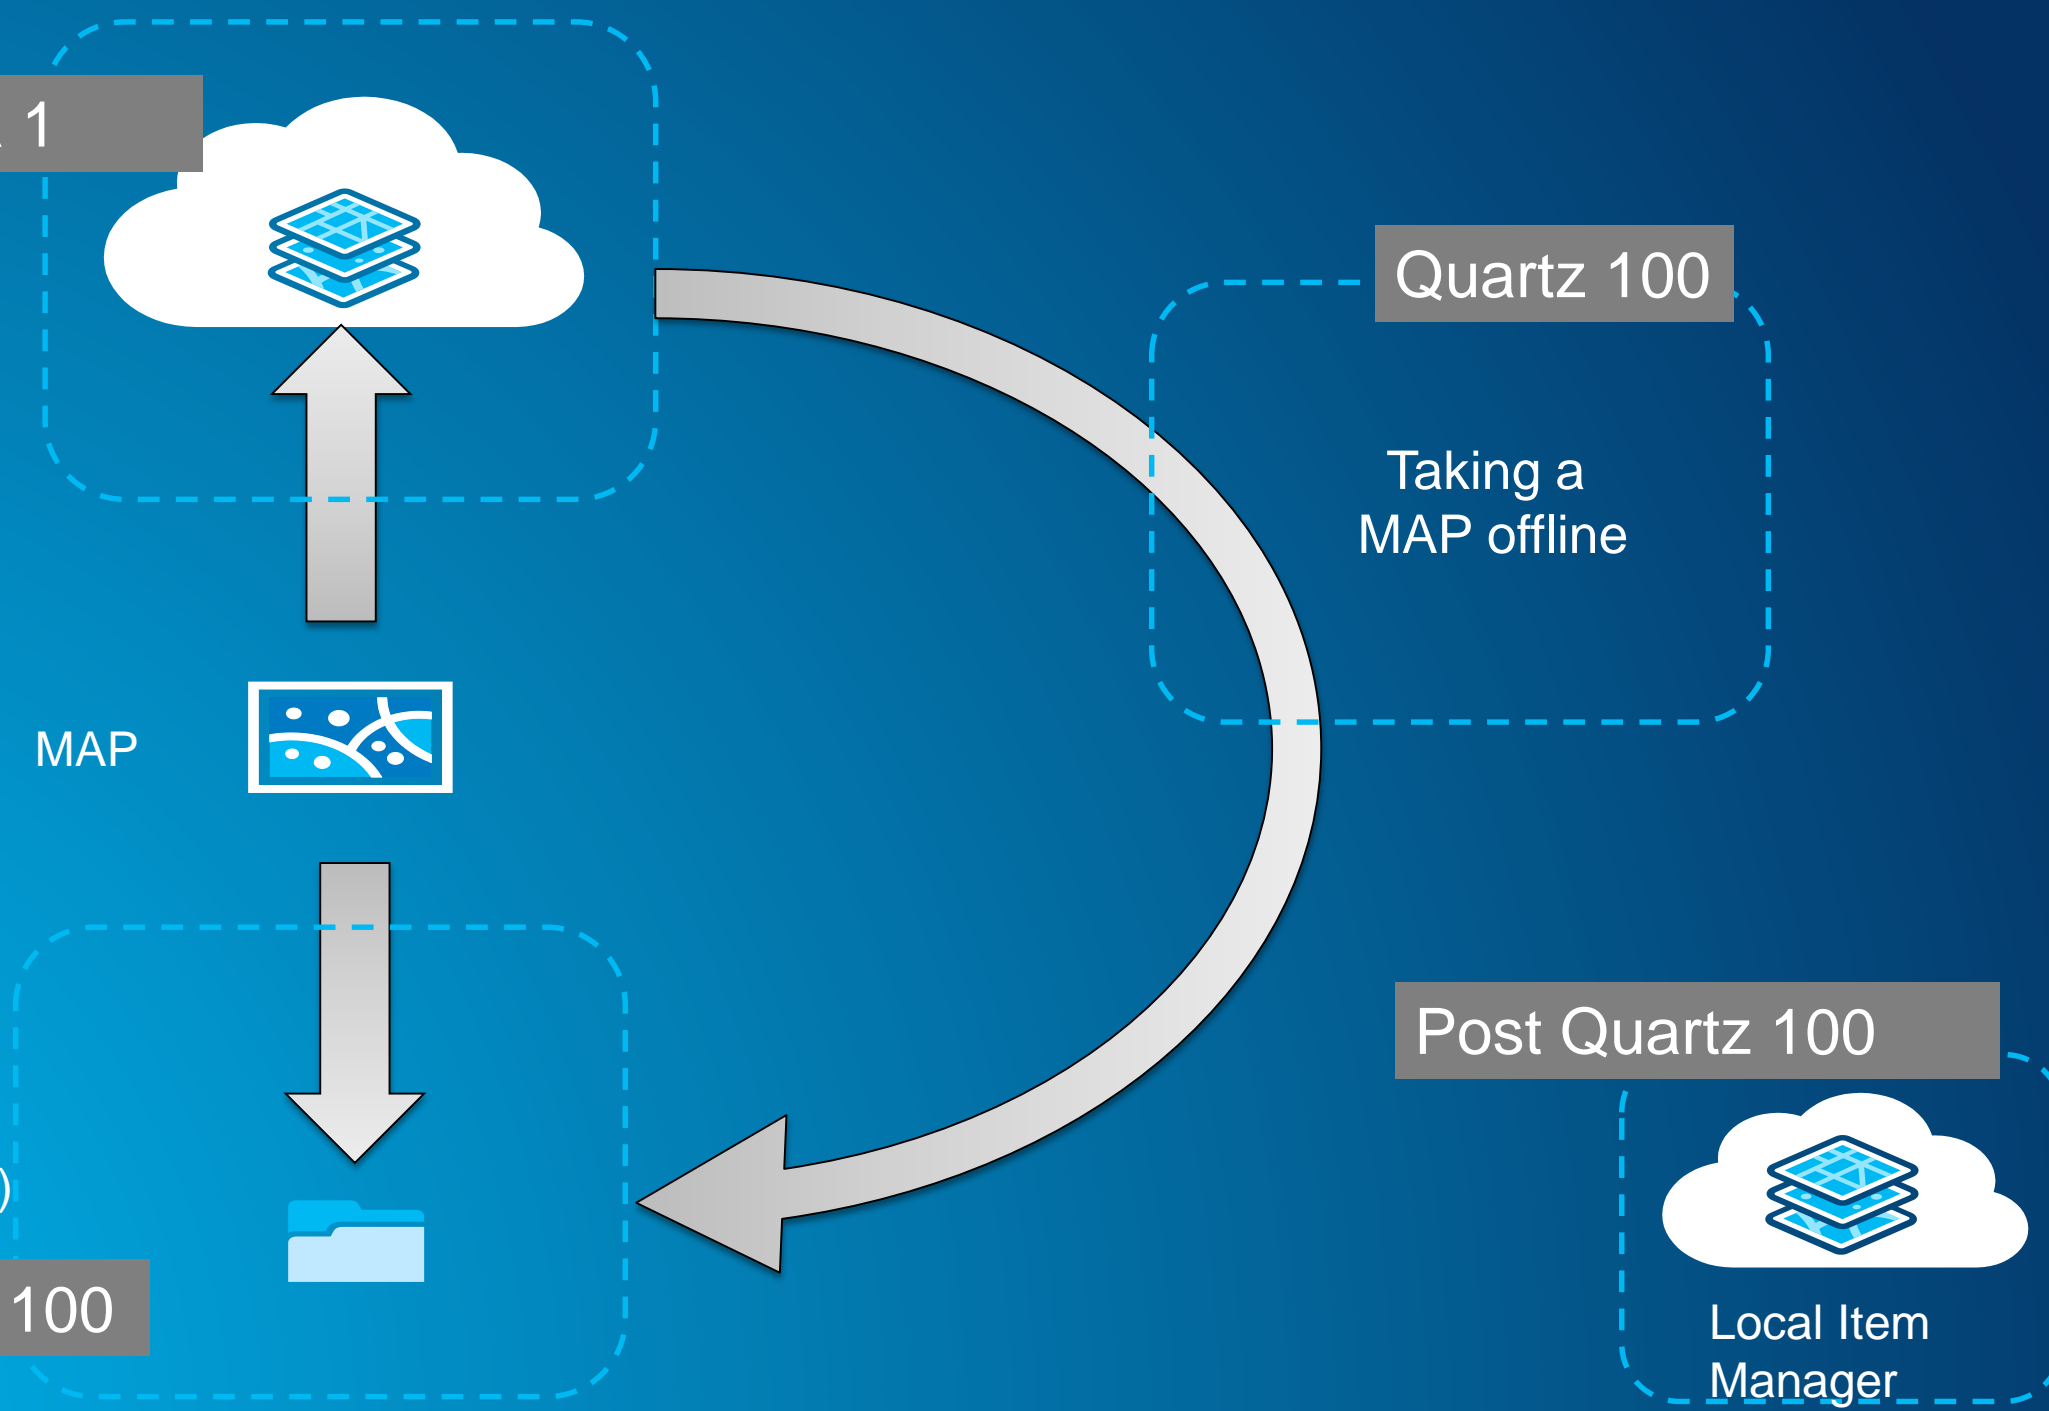 1
Quartz 100
Taking a
MAP offline
MAP
Post Quartz 100
)
100
Local Item
Manager